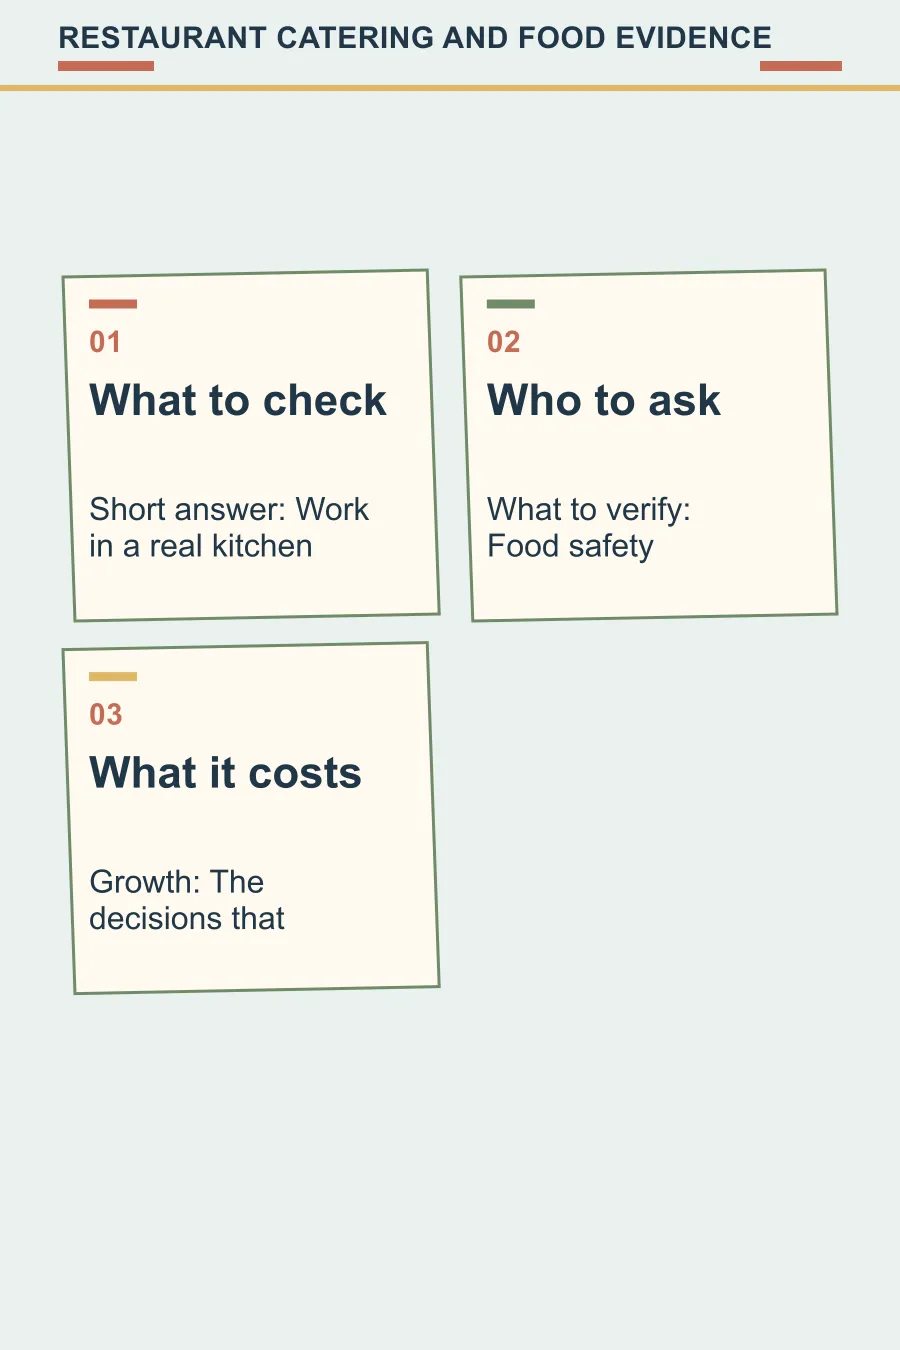 RESTAURANT CATERING AND FOOD EVIDENCE
01
What to check
Short answer: Work
in a real kitchen
02
Who to ask
What to verify:
Food safety
03
What it costs
Growth: The
decisions that